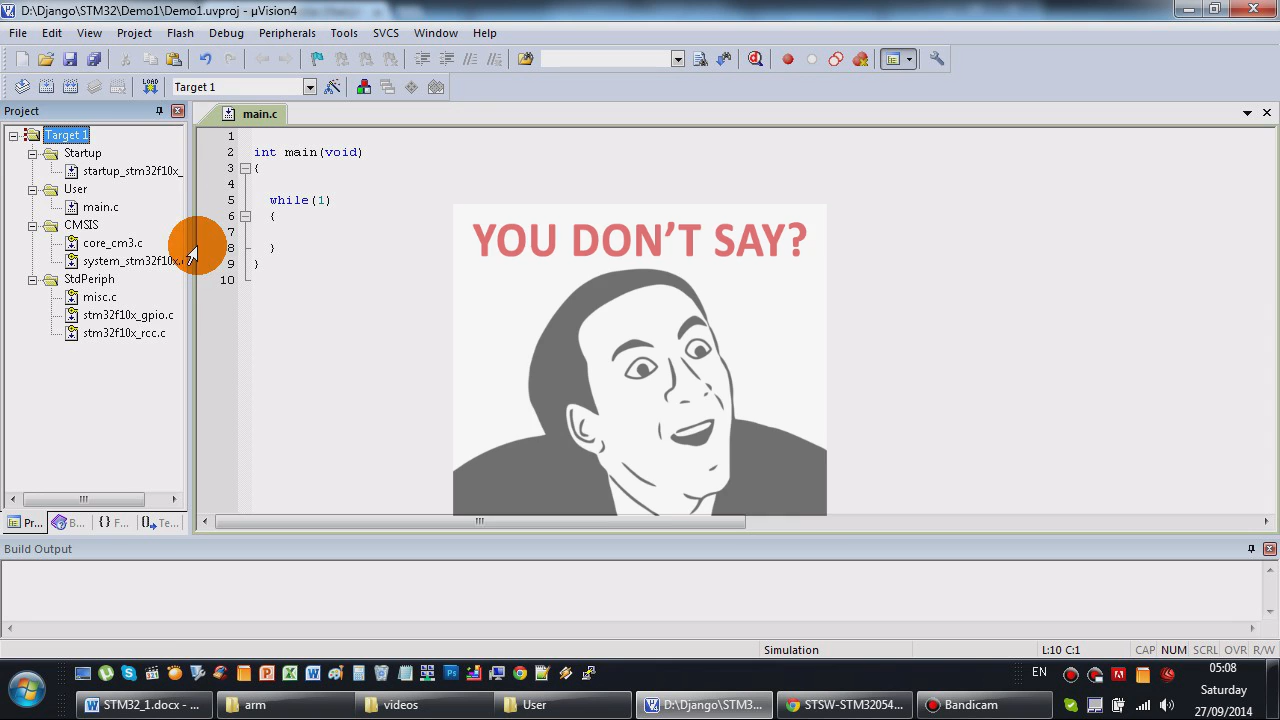 D:\Django\STM32\Demo1\Demo1.uvproj - µVision4
File Edit View Project Flash Debug Peripherals Tools SVCS Window Help
LOAD Target 1
Project
main.c
Target 1
Startup
startup_stm32f10x_
User
main.c
CMSIS
core_cm3.c
system_stm32f10x.c
StdPeriph
misc.c
stm32f10x_gpio.c
stm32f10x_rcc.c
Pr... B... {} F... Te...
1
2 int main(void)
3 {
4
5 while(1)
6 {
7
8 }
9 }
10
YOU DON'T SAY?
Build Output
Simulation L:10 C:1 CAP NUM SCRL OVR R/W
EN 05:08
Saturday
27/09/2014
STM32_1.docx - ... arm videos User D:\Django\STM3... STSW-STM32054... Bandicam